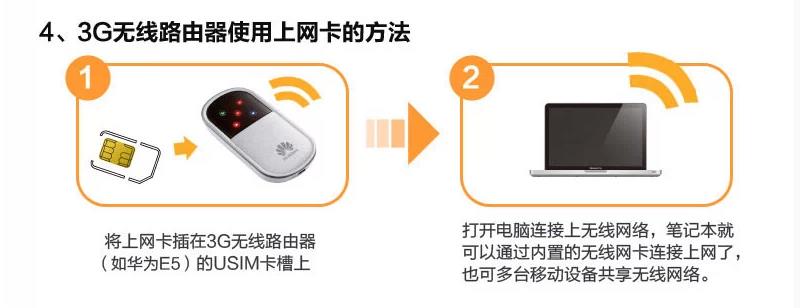 4、3G无线路由器使用上网卡的方法
1
2
将上网卡插在3G无线路由器
（如华为E5）的USIM卡槽上
打开电脑连接上无线网络，笔记本就
可以通过内置的无线网卡连接上网了，
也可多台移动设备共享无线网络。